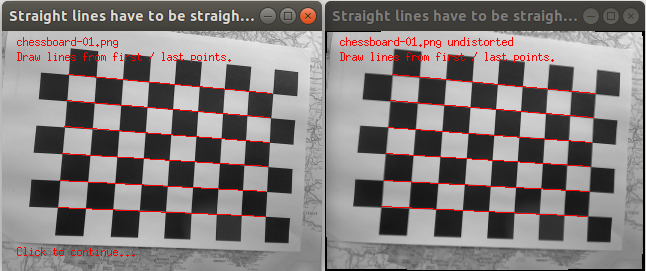 Straight lines have to be straigh...
chessboard-01.png
Draw lines from first / last points.
Click to continue...
Straight lines have to be straigh...
chessboard-01.png undistorted
Draw lines from first / last points.